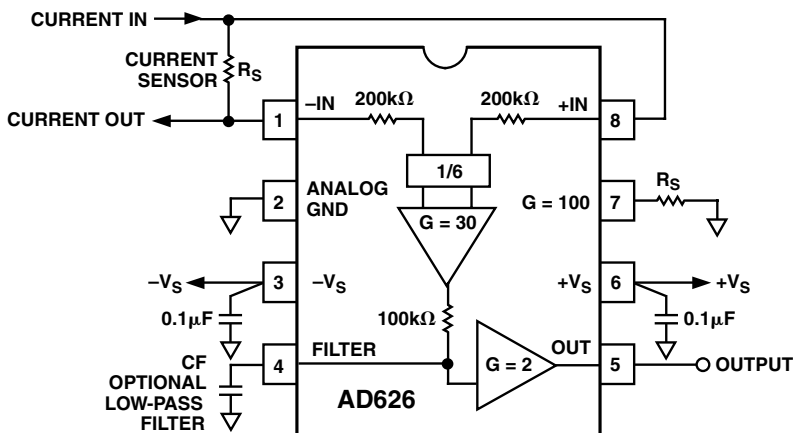 CURRENT IN
CURRENT
SENSOR
RS
CURRENT OUT
1
–IN
200kΩ
200kΩ
+IN
8
1/6
2
ANALOG
GND
G = 30
G = 100
7
RS
–VS
3
–VS
+VS
6
+VS
0.1µF
100kΩ
0.1µF
4
FILTER
G = 2
OUT
5
OUTPUT
CF
OPTIONAL
LOW-PASS
FILTER
AD626